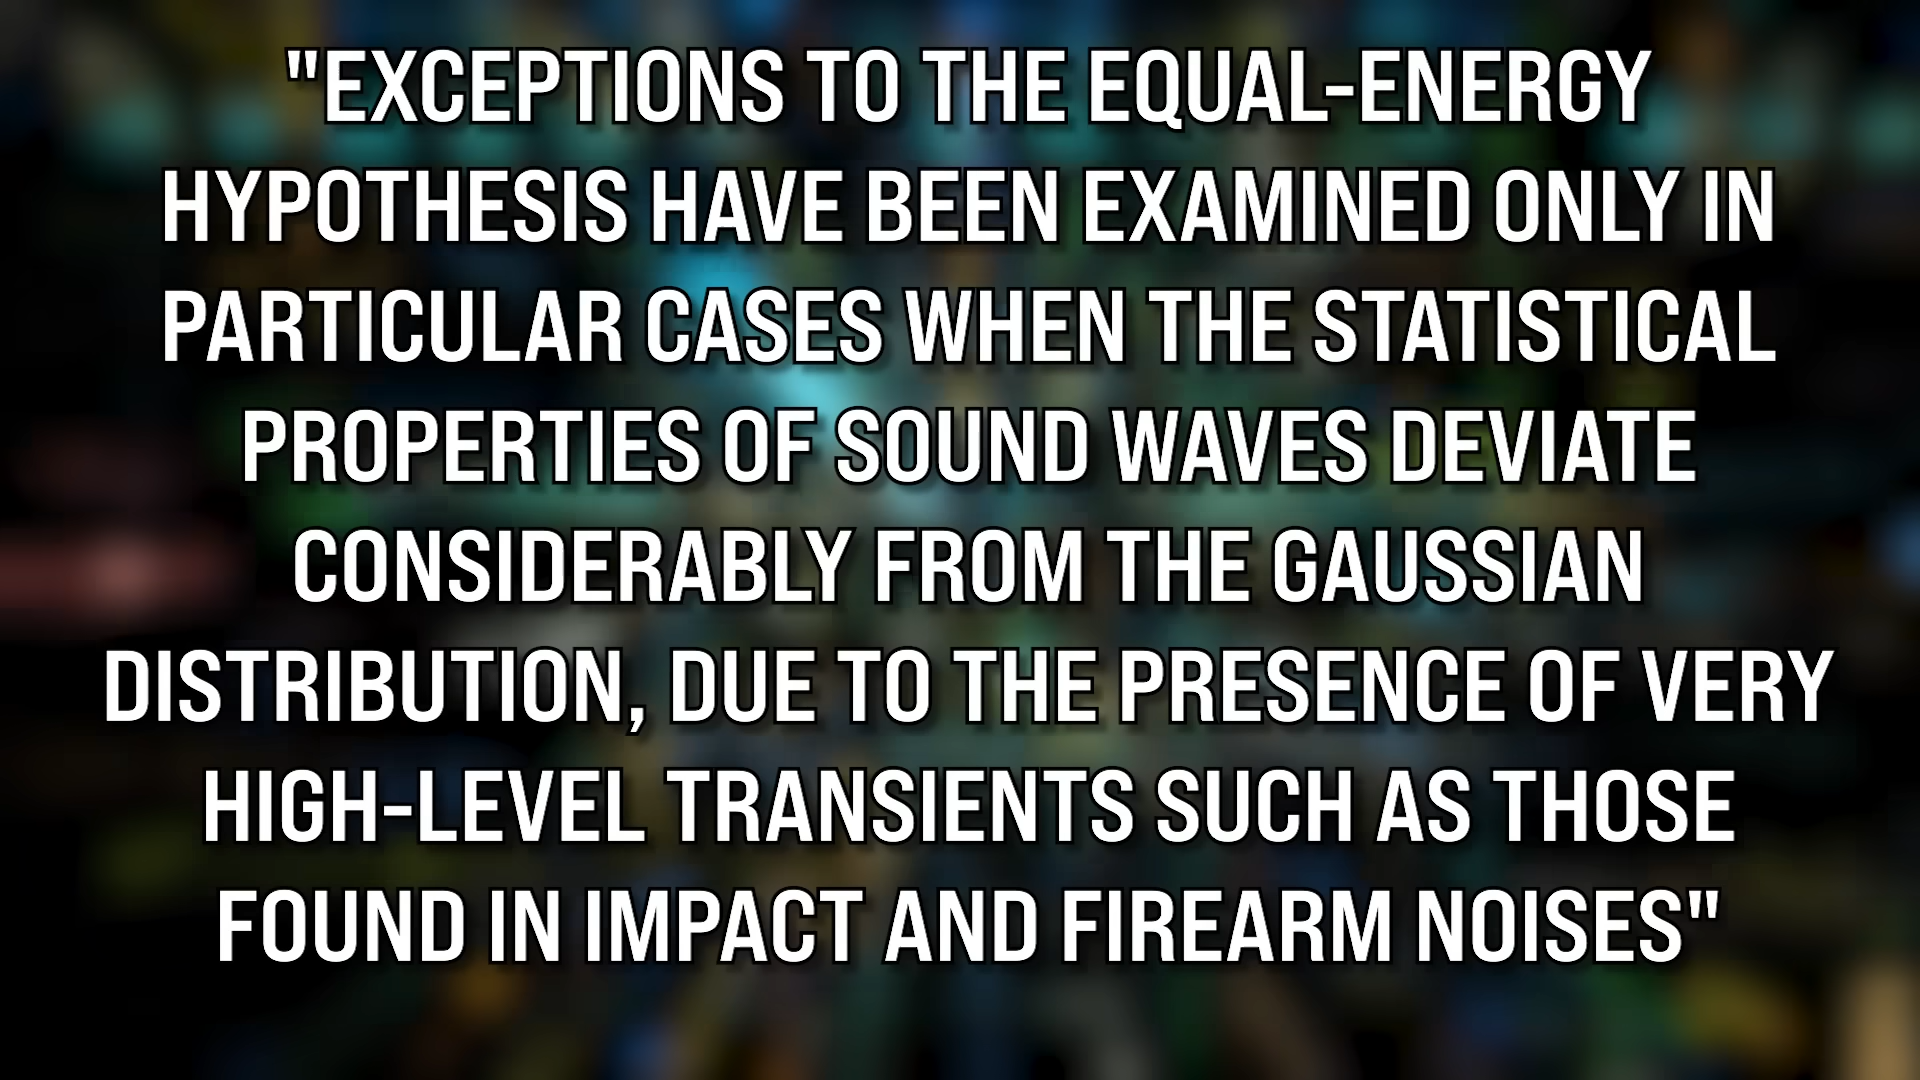 "EXCEPTIONS TO THE EQUAL-ENERGY
HYPOTHESIS HAVE BEEN EXAMINED ONLY IN
PARTICULAR CASES WHEN THE STATISTICAL
PROPERTIES OF SOUND WAVES DEVIATE
CONSIDERABLY FROM THE GAUSSIAN
DISTRIBUTION, DUE TO THE PRESENCE OF VERY
HIGH-LEVEL TRANSIENTS SUCH AS THOSE
FOUND IN IMPACT AND FIREARM NOISES"